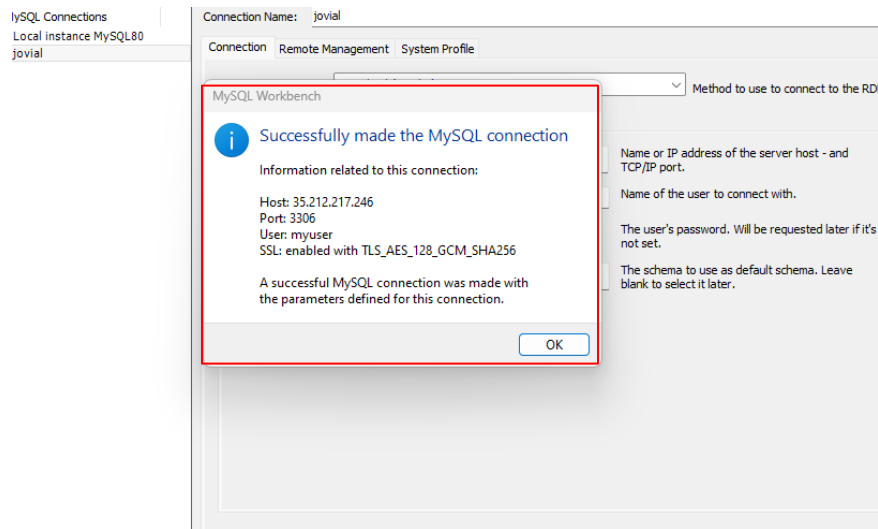 lySQL Connections
Local instance MySQL80
jovial
Connection Name: jovial
Connection Remote Management System Profile
Method to use to connect to the RD
MySQL Workbench
Successfully made the MySQL connection
Information related to this connection:
Host: 35.212.217.246
Port: 3306
User: myuser
SSL: enabled with TLS_AES_128_GCM_SHA256
A successful MySQL connection was made with
the parameters defined for this connection.
OK
Name or IP address of the server host - and
TCP/IP port.
Name of the user to connect with.
The user's password. Will be requested later if it's
not set.
The schema to use as default schema. Leave
blank to select it later.